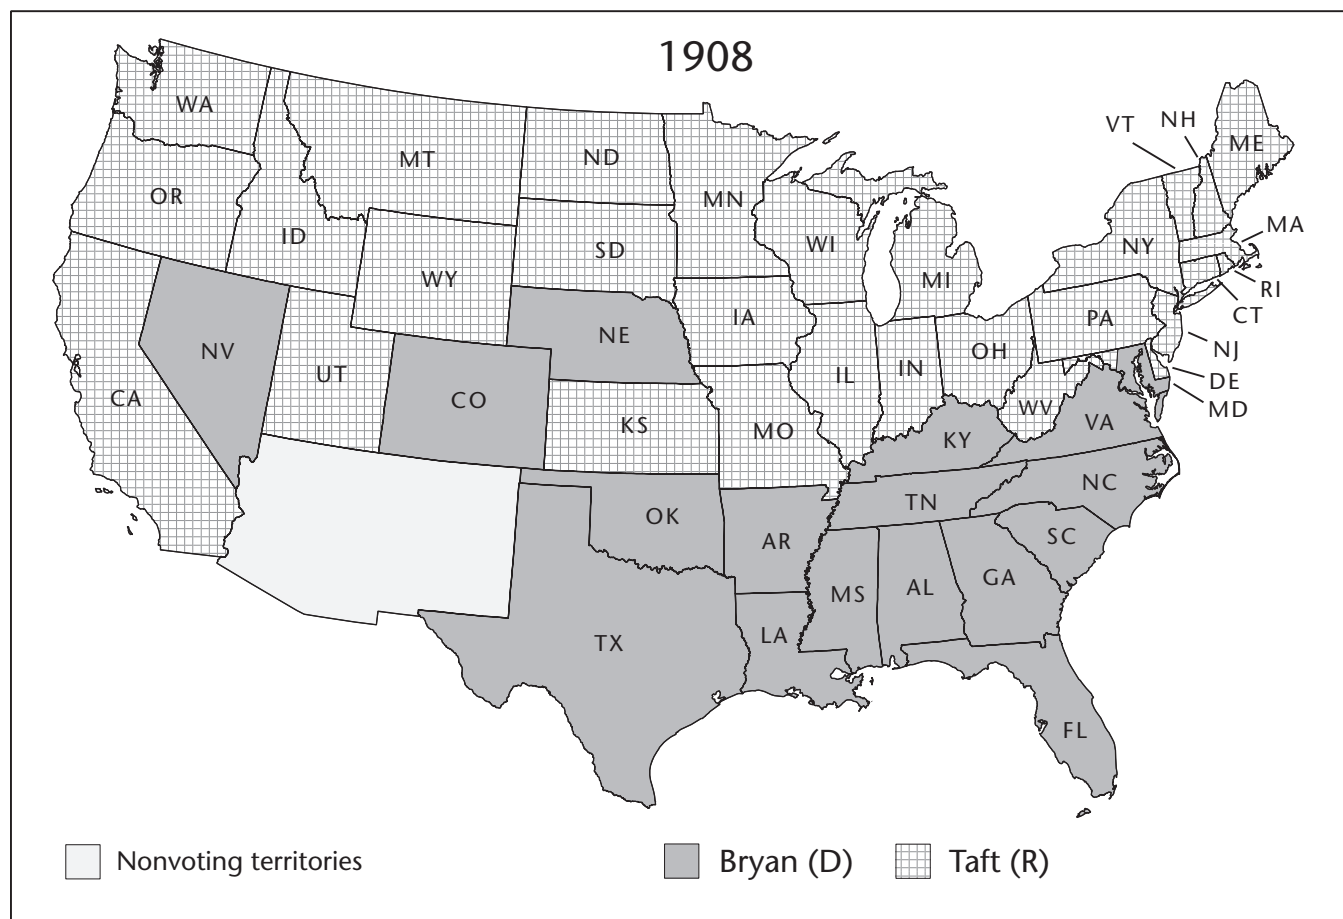 1908
WA
MT
ND
MN
VT
NH
ME
OR
ID
WY
SD
WI
MI
NY
MA
RI
CT
NV
UT
CO
NE
IA
IL
IN
OH
PA
NJ
DE
MD
CA
KS
MO
KY
WV
VA
OK
AR
TN
NC
SC
TX
LA
MS
AL
GA
FL
Nonvoting territories
Bryan (D)
Taft (R)